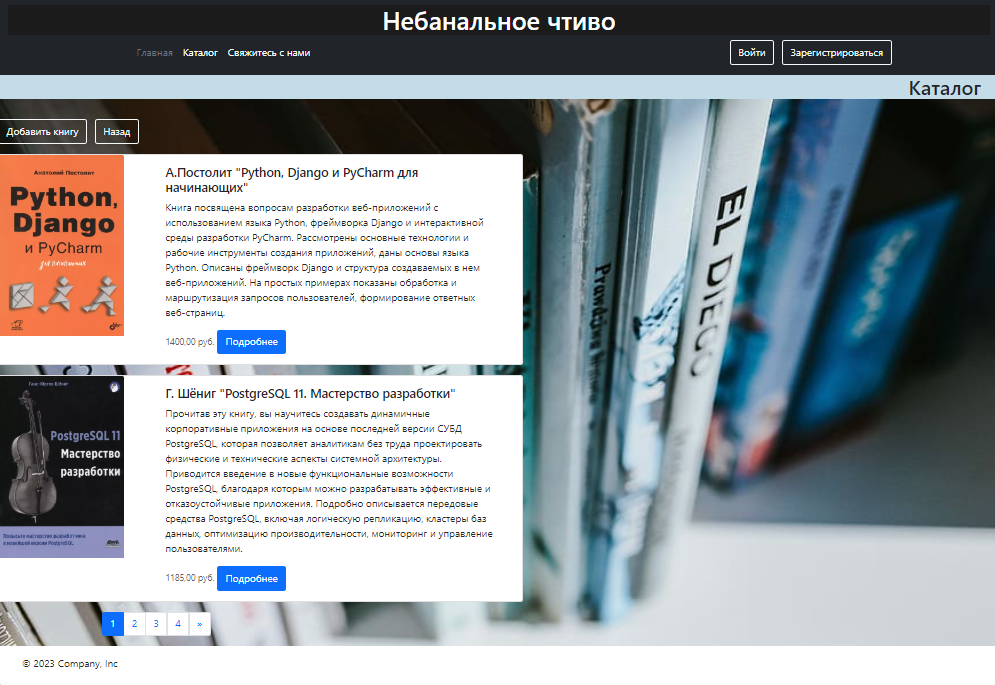 Небанальное чтиво
Главная Каталог Свяжитесь с нами Войти Зарегистрироваться
Каталог
Добавить книгу Назад
Анатолий Постолит
Python,
Django
и PyCharm
для начинающих
А.Постолит "Python, Django и PyCharm для
начинающих"
Книга посвящена вопросам разработки веб-приложений с
использованием языка Python, фреймворка Django и интерактивной
среды разработки PyCharm. Рассмотрены основные технологии и
рабочие инструменты создания приложений, даны основы языка
Python. Описаны фреймворк Django и структура создаваемых в нем
веб-приложений. На простых примерах показаны обработка и
маршрутизация запросов пользователей, формирование ответных
веб-страниц.
1400,00 руб. Подробнее
EL DIEGO
PostgreSQL 11
Мастерство
разработки
Г. Шёниг "PostgreSQL 11. Мастерство разработки"
Прочитав эту книгу, вы научитесь создавать динамичные
корпоративные приложения на основе последней версии СУБД
PostgreSQL, которая позволяет аналитикам без труда проектировать
физические и технические аспекты системной архитектуры.
Приводится введение в новые функциональные возможности
PostgreSQL, благодаря которым можно разрабатывать эффективные и
отказоустойчивые приложения. Подробно описывается передовые
средства PostgreSQL, включая логическую репликацию, кластеры баз
данных, оптимизацию производительности, мониторинг и управление
пользователями.
1185,00 руб. Подробнее
1 2 3 4 »
© 2023 Company, Inc